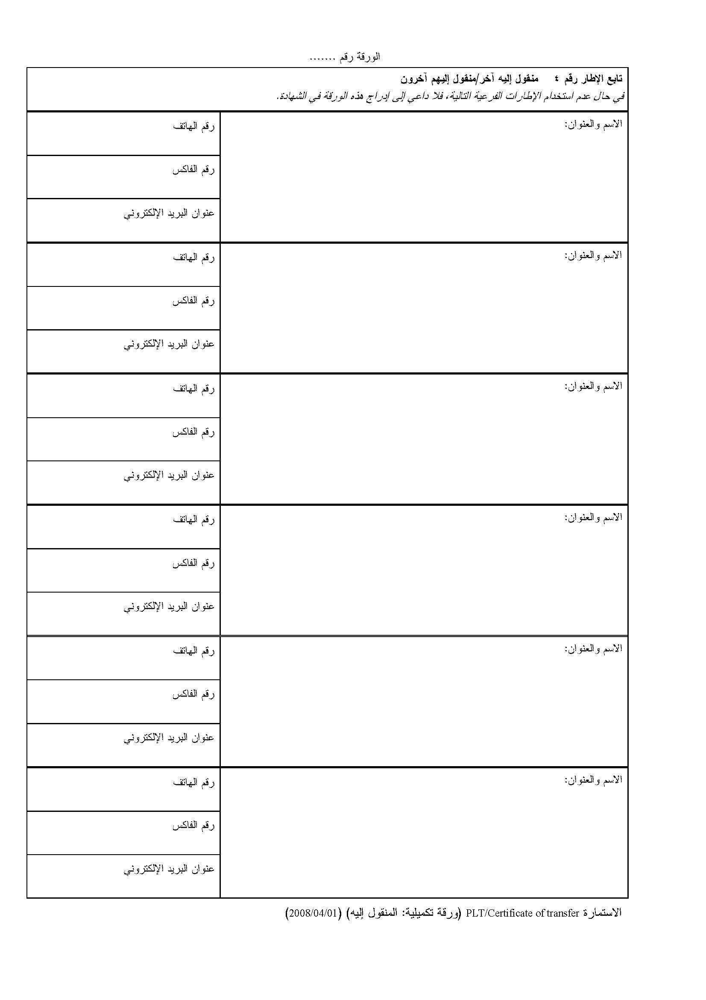 الورقة رقم .......
تابع الإطار رقم ٤ منقول إليه آخر/منقول إليهم آخرون
في حال عدم استخدام الإطارات الفرعية التالية، فلا داعي إلى إدراج هذه الورقة في الشهادة.
الاسم والعنوان:
رقم الهاتف
رقم الفاكس
عنوان البريد الإلكتروني
الاسم والعنوان:
رقم الهاتف
رقم الفاكس
عنوان البريد الإلكتروني
الاسم والعنوان:
رقم الهاتف
رقم الفاكس
عنوان البريد الإلكتروني
الاسم والعنوان:
رقم الهاتف
رقم الفاكس
عنوان البريد الإلكتروني
الاسم والعنوان:
رقم الهاتف
رقم الفاكس
عنوان البريد الإلكتروني
الاسم والعنوان:
رقم الهاتف
رقم الفاكس
عنوان البريد الإلكتروني
الاستمارة PLT/Certificate of transfer (ورقة تكميلية: المنقول إليه) (2008/04/01)